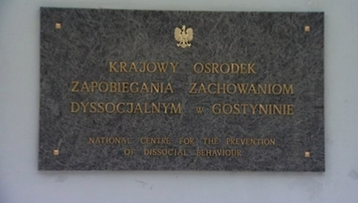 KRAJOWY OŚRODEK
ZAPOBIEGANIA ZACHOWANIOM
DYSSOCJALNYM w GOSTYNINIE
NATIONAL CENTRE FOR THE PREVENTION
OF DISSOCIAL BEHAVIOUR